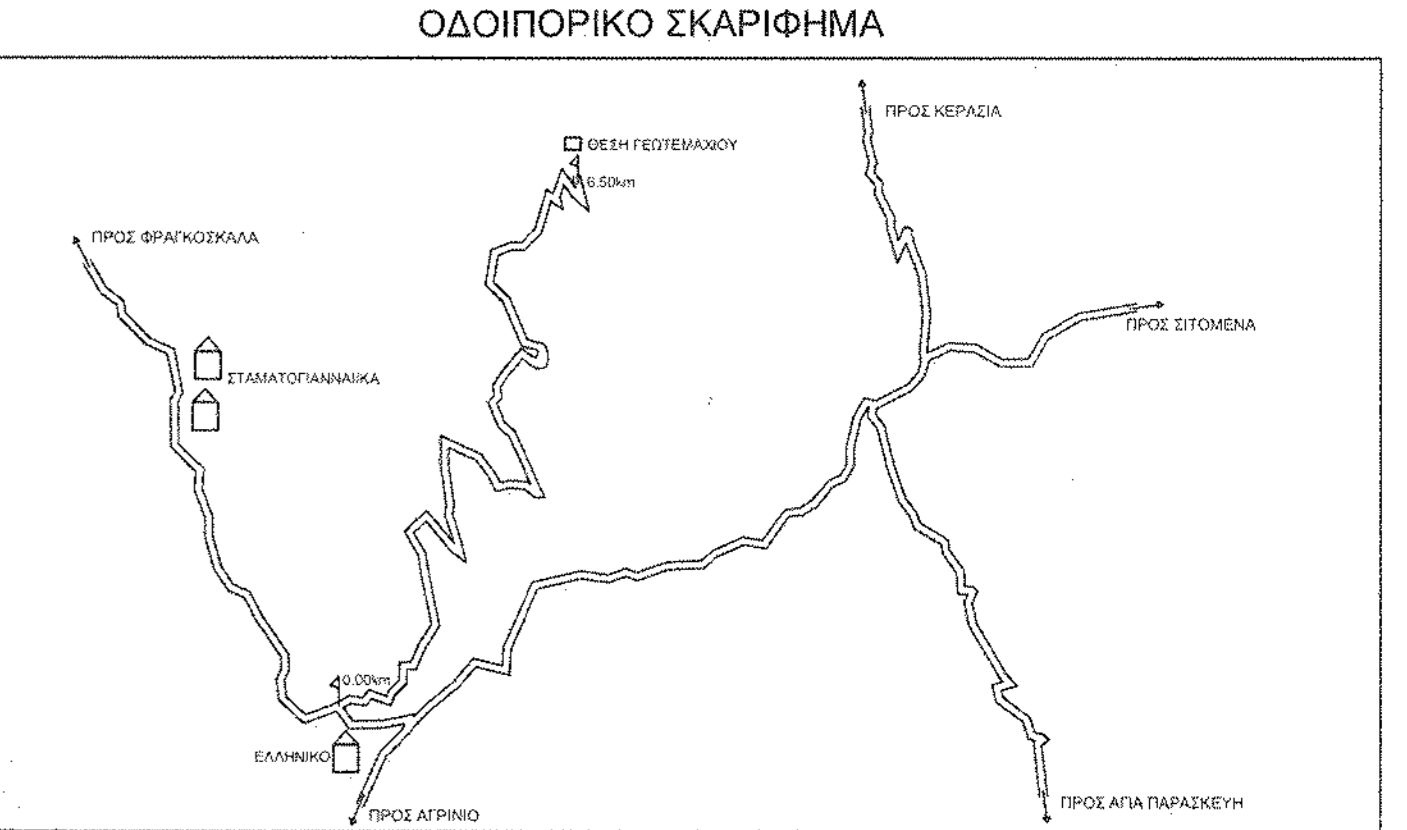 ΟΔΟΙΠΟΡΙΚΟ ΣΚΑΡΙΦΗΜΑ
ΠΡΟΣ ΚΕΡΑΣΙΑ
ΘΕΣΗ ΓΕΩΤΕΜΑΧΙΟΥ
6.50km
ΠΡΟΣ ΦΡΑΓΚΟΣΚΑΛΑ
ΠΡΟΣ ΣΙΤΟΜΕΝΑ
ΣΤΑΜΑΤΟΓΙΑΝΝΑΙΙΚΑ
0.00km
ΕΛΛΗΝΙΚΟ
ΠΡΟΣ ΑΓΡΙΝΙΟ
ΠΡΟΣ ΑΓΙΑ ΠΑΡΑΣΚΕΥΗ